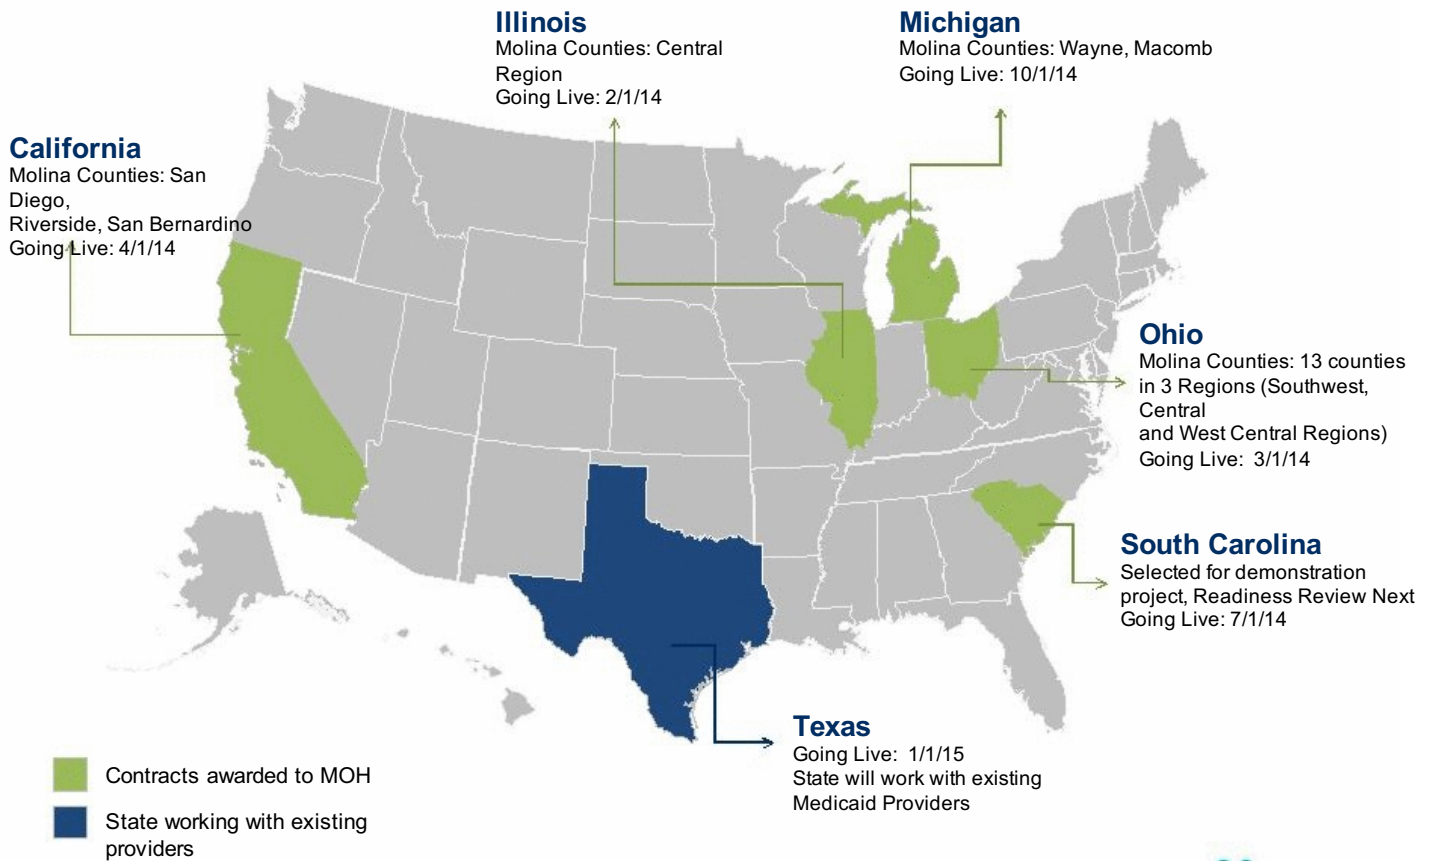 Illinois
Molina Counties: Central
Region
Going Live: 2/1/14
Michigan
Molina Counties: Wayne, Macomb
Going Live: 10/1/14
California
Molina Counties: San
Diego,
Riverside, San Bernardino
Going Live: 4/1/14
Ohio
Molina Counties: 13 counties
in 3 Regions (Southwest,
Central
and West Central Regions)
Going Live: 3/1/14
South Carolina
Selected for demonstration
project, Readiness Review Next
Going Live: 7/1/14
Texas
Going Live: 1/1/15
State will work with existing
Medicaid Providers
Contracts awarded to MOH
State working with existing
providers